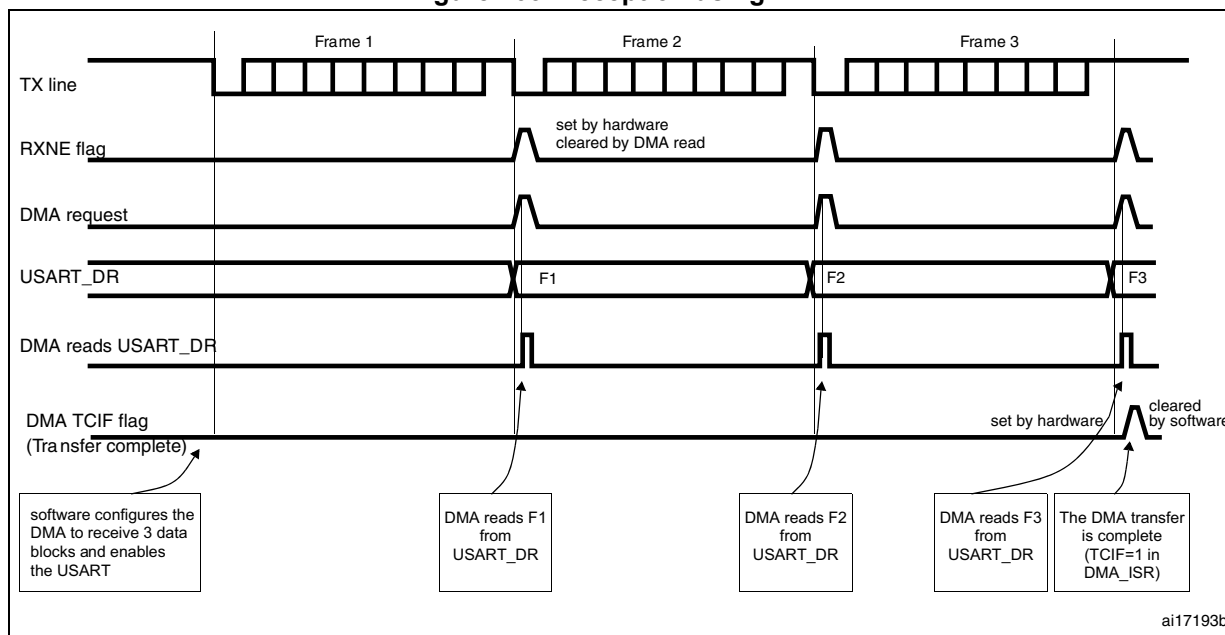 Frame 1
Frame 2
Frame 3
TX line
set by hardware
cleared by DMA read
RXNE flag
DMA request
USART_DR
F1
F2
F3
DMA reads USART_DR
DMA TCIF flag
(Transfer complete)
set by hardware
cleared
by software
software configures the
DMA to receive 3 data
blocks and enables
the USART
DMA reads F1
from
USART_DR
DMA reads F2
from
USART_DR
DMA reads F3
from
USART_DR
The DMA transfer
is complete
(TCIF=1 in
DMA_ISR)
ai17193b